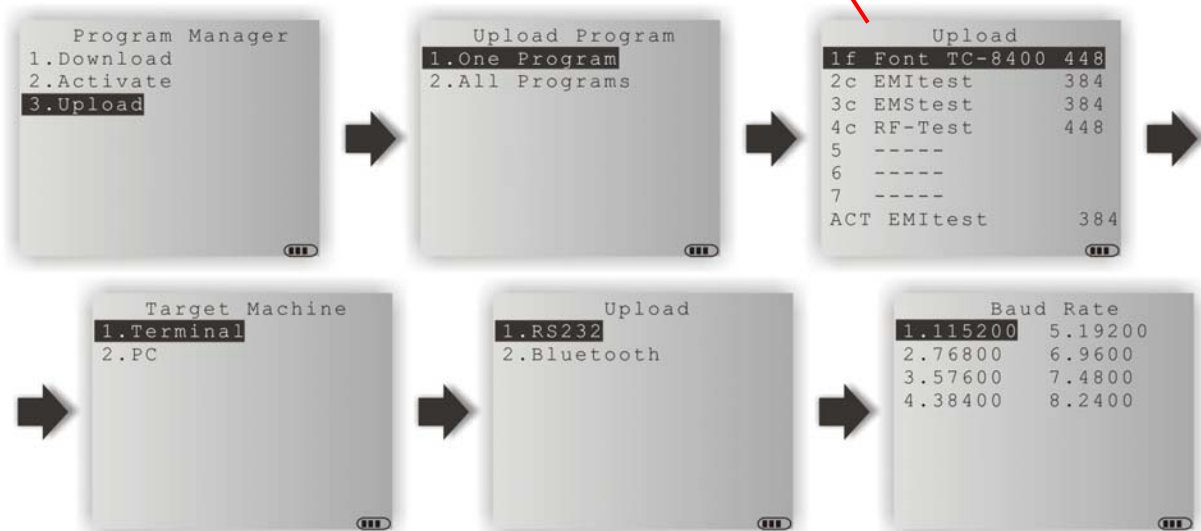 Program Manager
1.Download
2.Activate
3.Upload
Upload Program
1.One Program
2.All Programs
Upload
1f Font TC-8400 448
2c EMItest 384
3c EMStest 384
4c RF-Test 448
5 -----
6 -----
7 -----
ACT EMItest 384
Target Machine
1.Terminal
2.PC
Upload
1.RS232
2.Bluetooth
Baud Rate
1.115200 5.19200
2.76800 6.9600
3.57600 7.4800
4.38400 8.2400